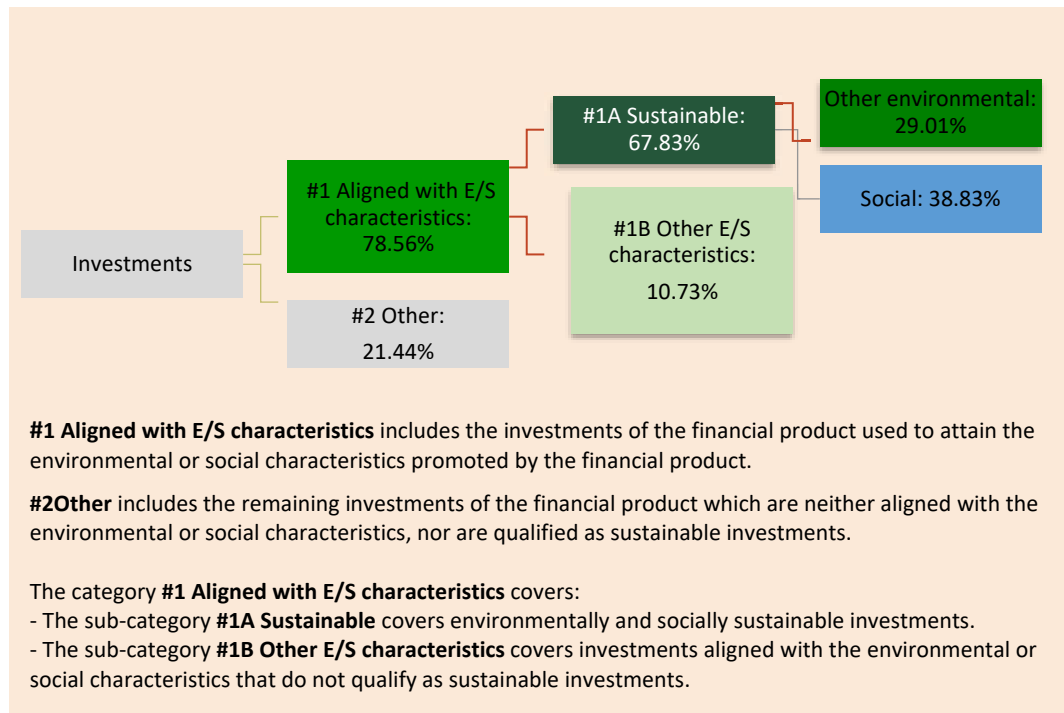 Investments
#1 Aligned with E/S
characteristics:
78.56%
#2 Other:
21.44%
#1A Sustainable:
67.83%
#1B Other E/S
characteristics:
10.73%
Other environmental:
29.01%
Social: 38.83%
#1 Aligned with E/S characteristics includes the investments of the financial product used to attain the
environmental or social characteristics promoted by the financial product.
#2Other includes the remaining investments of the financial product which are neither aligned with the
environmental or social characteristics, nor are qualified as sustainable investments.
The category #1 Aligned with E/S characteristics covers:
- The sub-category #1A Sustainable covers environmentally and socially sustainable investments.
- The sub-category #1B Other E/S characteristics covers investments aligned with the environmental or
social characteristics that do not qualify as sustainable investments.